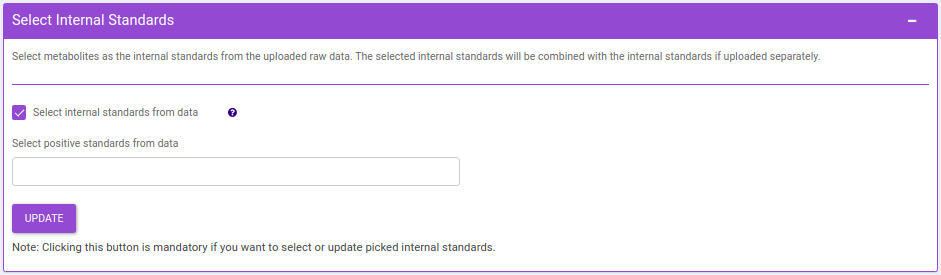 Select Internal Standards
Select metabolites as the internal standards from the uploaded raw data. The selected internal standards will be combined with the internal standards if uploaded separately.
Select internal standards from data ?
Select positive standards from data
UPDATE
Note: Clicking this button is mandatory if you want to select or update picked internal standards.